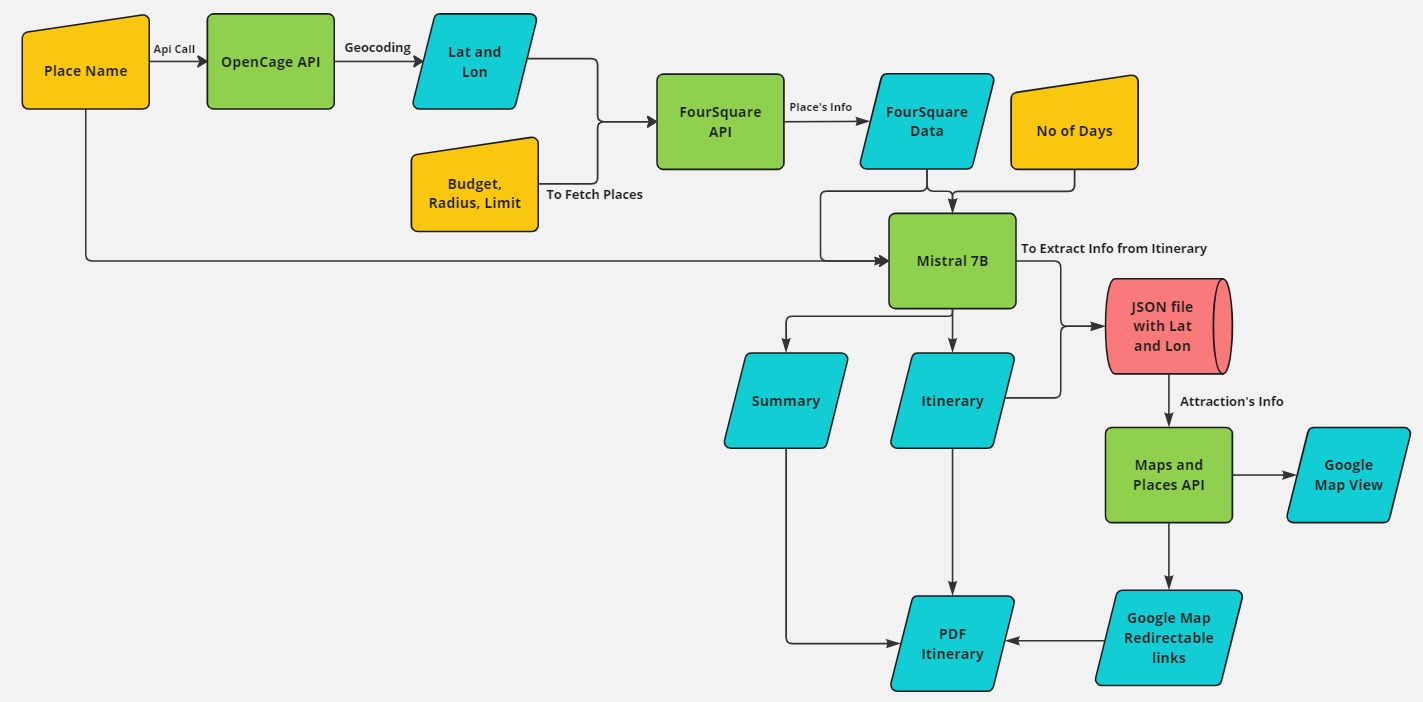 Place Name
Api Call
OpenCage API
Geocoding
Lat and
Lon
Budget,
Radius, Limit
To Fetch Places
FourSquare
API
Place's Info
FourSquare
Data
No of Days
Mistral 7B
To Extract Info from Itinerary
JSON file
with Lat
and Lon
Summary
Itinerary
Attraction's Info
Maps and
Places API
Google
Map View
PDF
Itinerary
Google Map
Redirectable
links